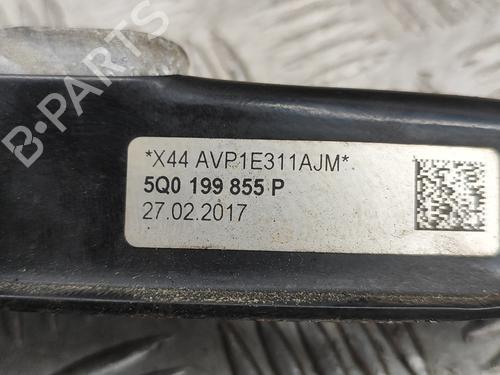 B-PARTS
*X44 AVP1E311AJM*
5Q0 199 855 P
27.02.2017